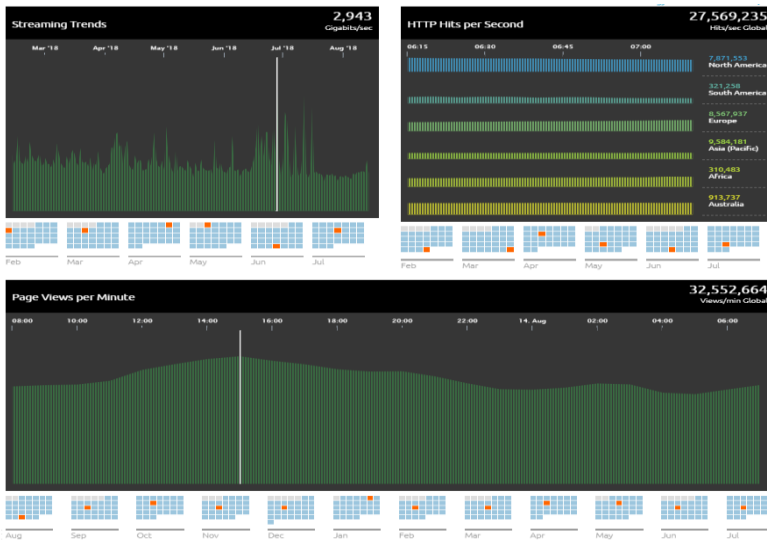 Streaming Trends
2,943
Gigabits/sec
Mar '18 Apr '18 May '18 Jun '18 Jul '18 Aug '18
Feb Mar Apr May Jun Jul
HTTP Hits per Second
27,569,235
Hits/sec Global
06:15 06:30 06:45 07:00
7,871,353
North America
321,258
South America
8,567,937
Europe
9,584,181
Asia (Pacific)
310,483
Africa
913,737
Australia
Feb Mar Apr May Jun Jul
Page Views per Minute
32,552,664
Views/min Global
08:00 10:00 12:00 14:00 16:00 18:00 20:00 22:00 14. Aug 02:00 04:00 06:00
Aug Sep Oct Nov Dec Jan Feb Mar Apr May Jun Jul